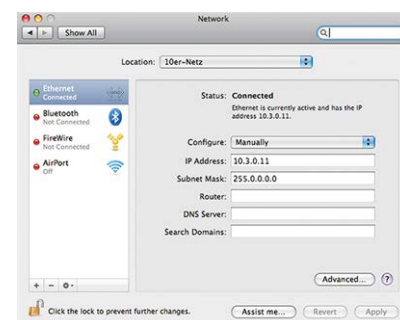 Network
Show All
Location: 10er-Netz
Ethernet
Connected
Bluetooth
Not Connected
FireWire
Not Connected
AirPort
Off
Status: Connected
Ethernet is currently active and has the IP
address 10.3.0.11.
Configure: Manually
IP Address: 10.3.0.11
Subnet Mask: 255.0.0.0
Router:
DNS Server:
Search Domains:
Advanced... ?
Click the lock to prevent further changes.
Assist me... Revert Apply